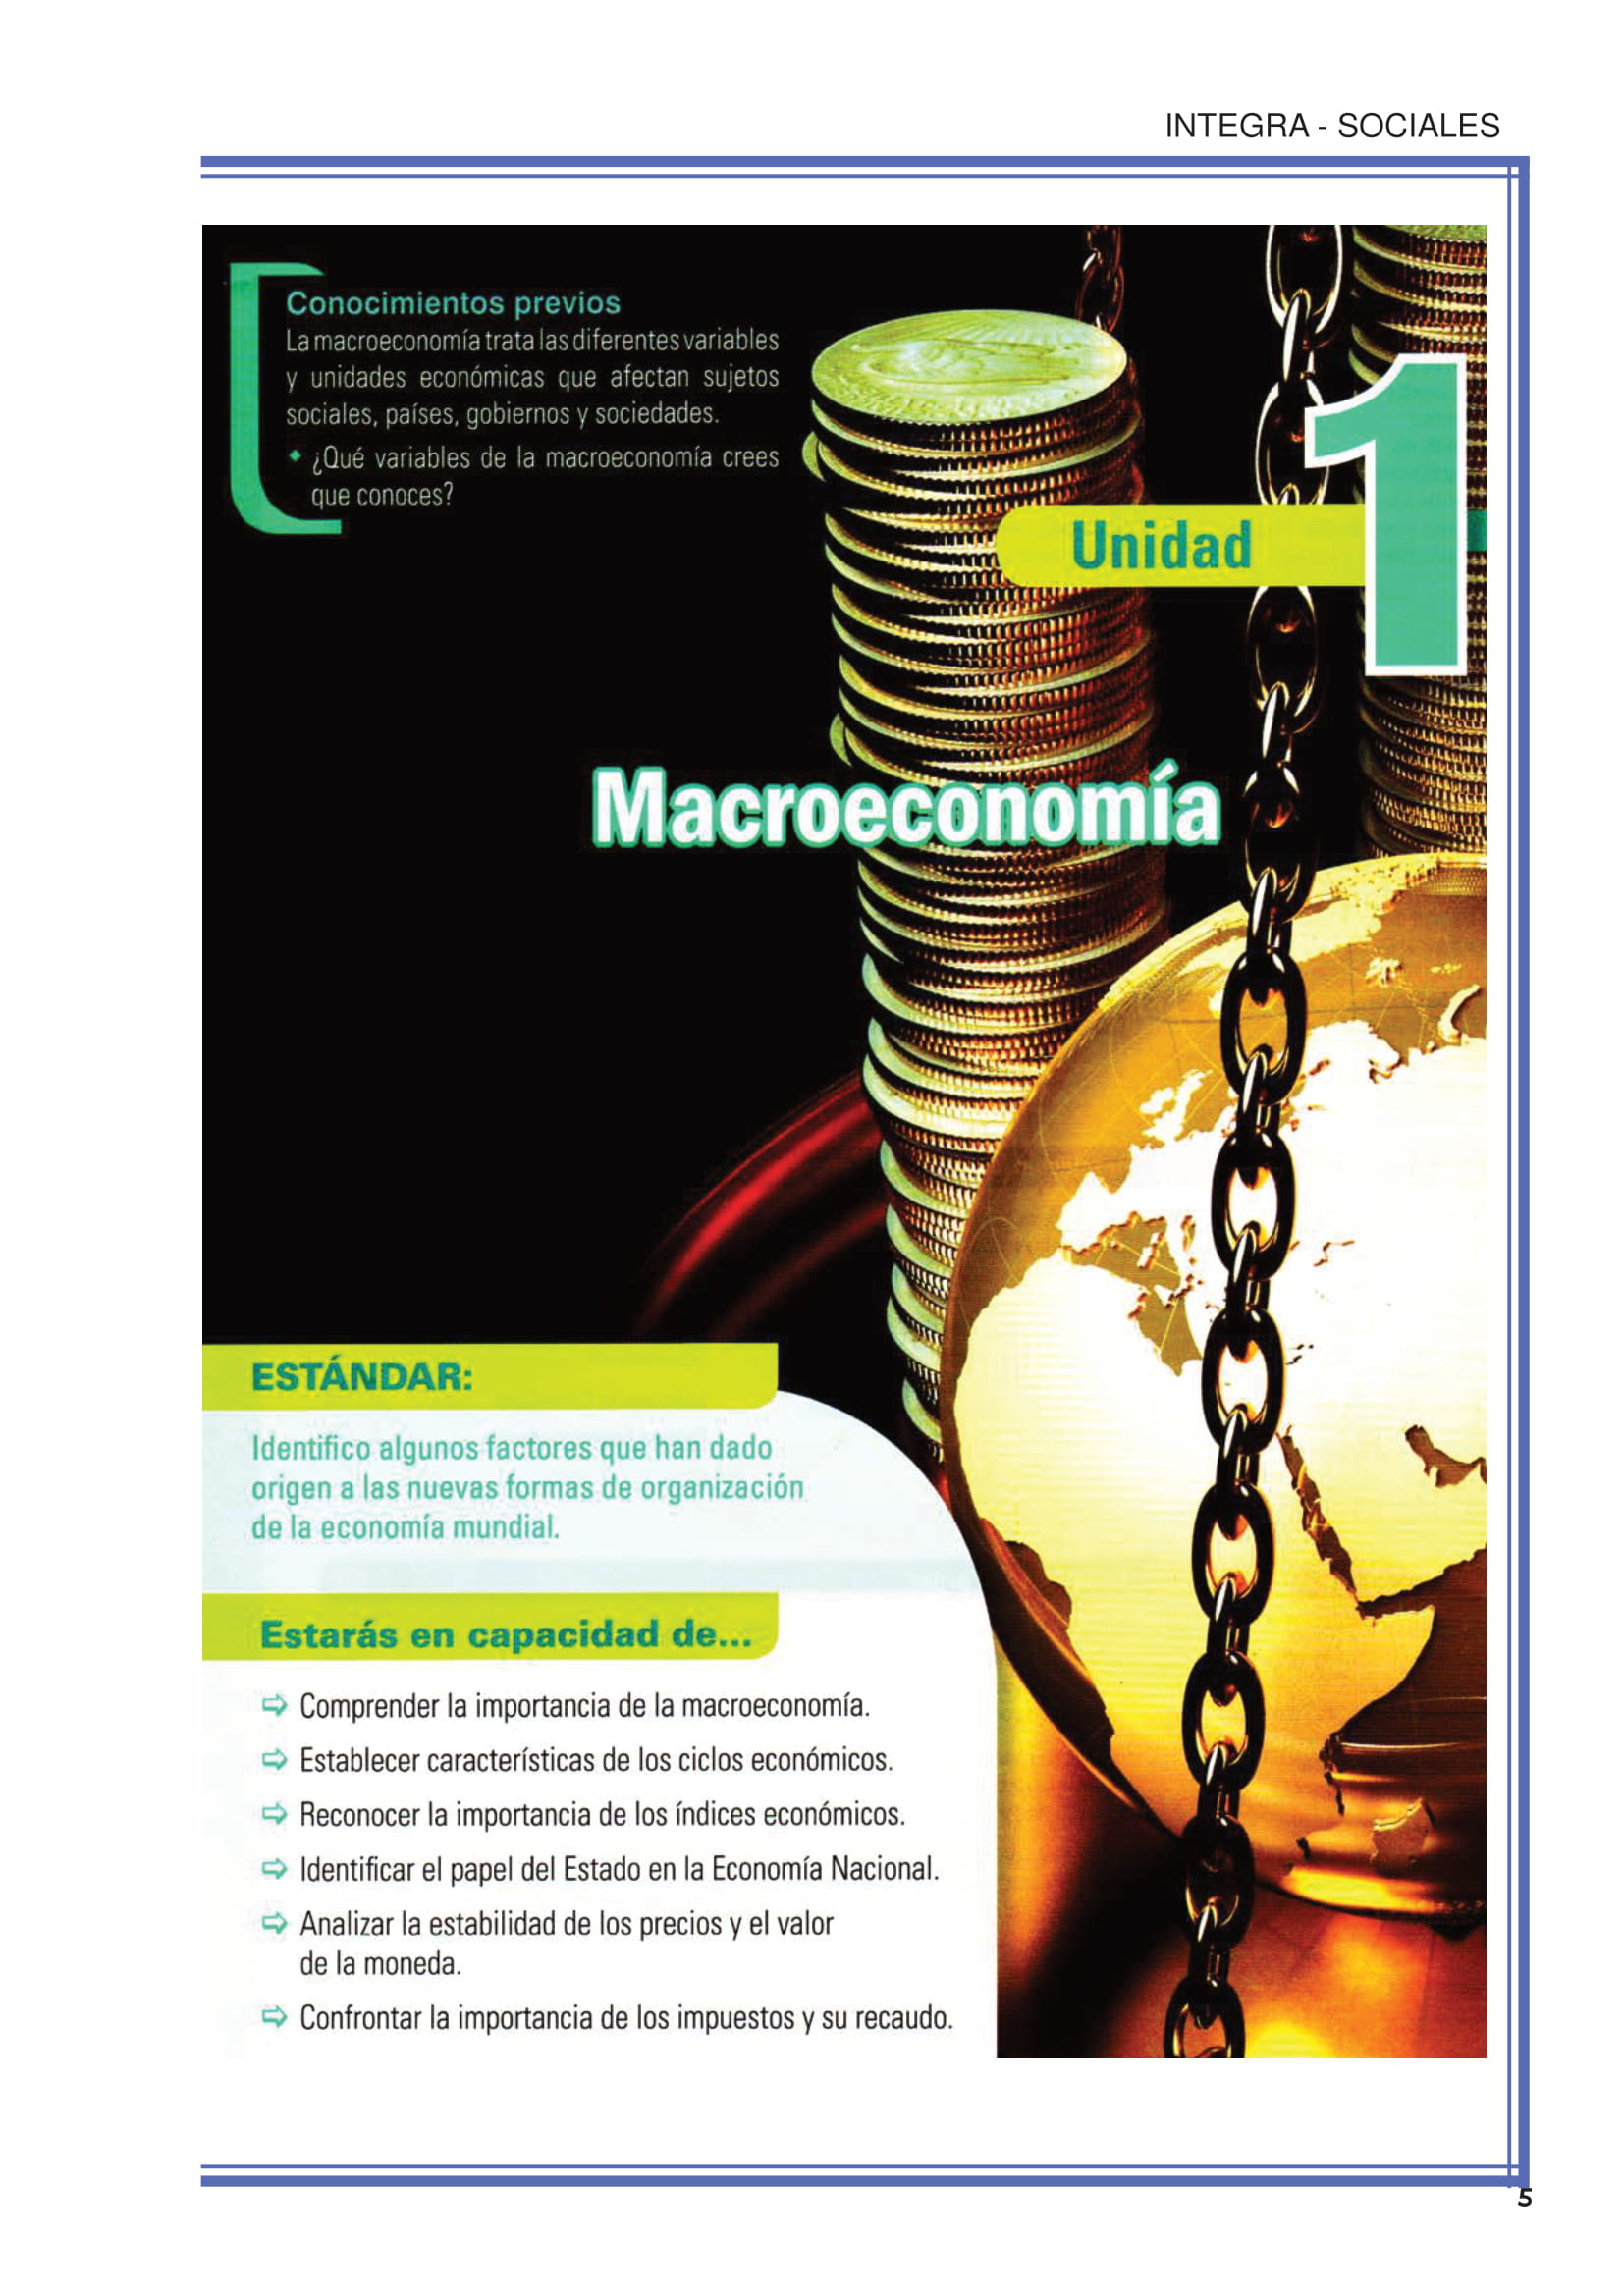 INTEGRA - SOCIALES
Conocimientos previos
La macroeconomía trata las diferentes variables
y unidades económicas que afectan sujetos
sociales, países, gobiernos y sociedades.
◆ ¿Qué variables de la macroeconomía crees
que conoces?
1
Unidad
Macroeconomía
ESTÁNDAR:
Identifico algunos factores que han dado
origen a las nuevas formas de organización
de la economía mundial.
Estarás en capacidad de...
⇨ Comprender la importancia de la macroeconomía.
⇨ Establecer características de los ciclos económicos.
⇨ Reconocer la importancia de los índices económicos.
⇨ Identificar el papel del Estado en la Economía Nacional.
⇨ Analizar la estabilidad de los precios y el valor
de la moneda.
⇨ Confrontar la importancia de los impuestos y su recaudo.
5